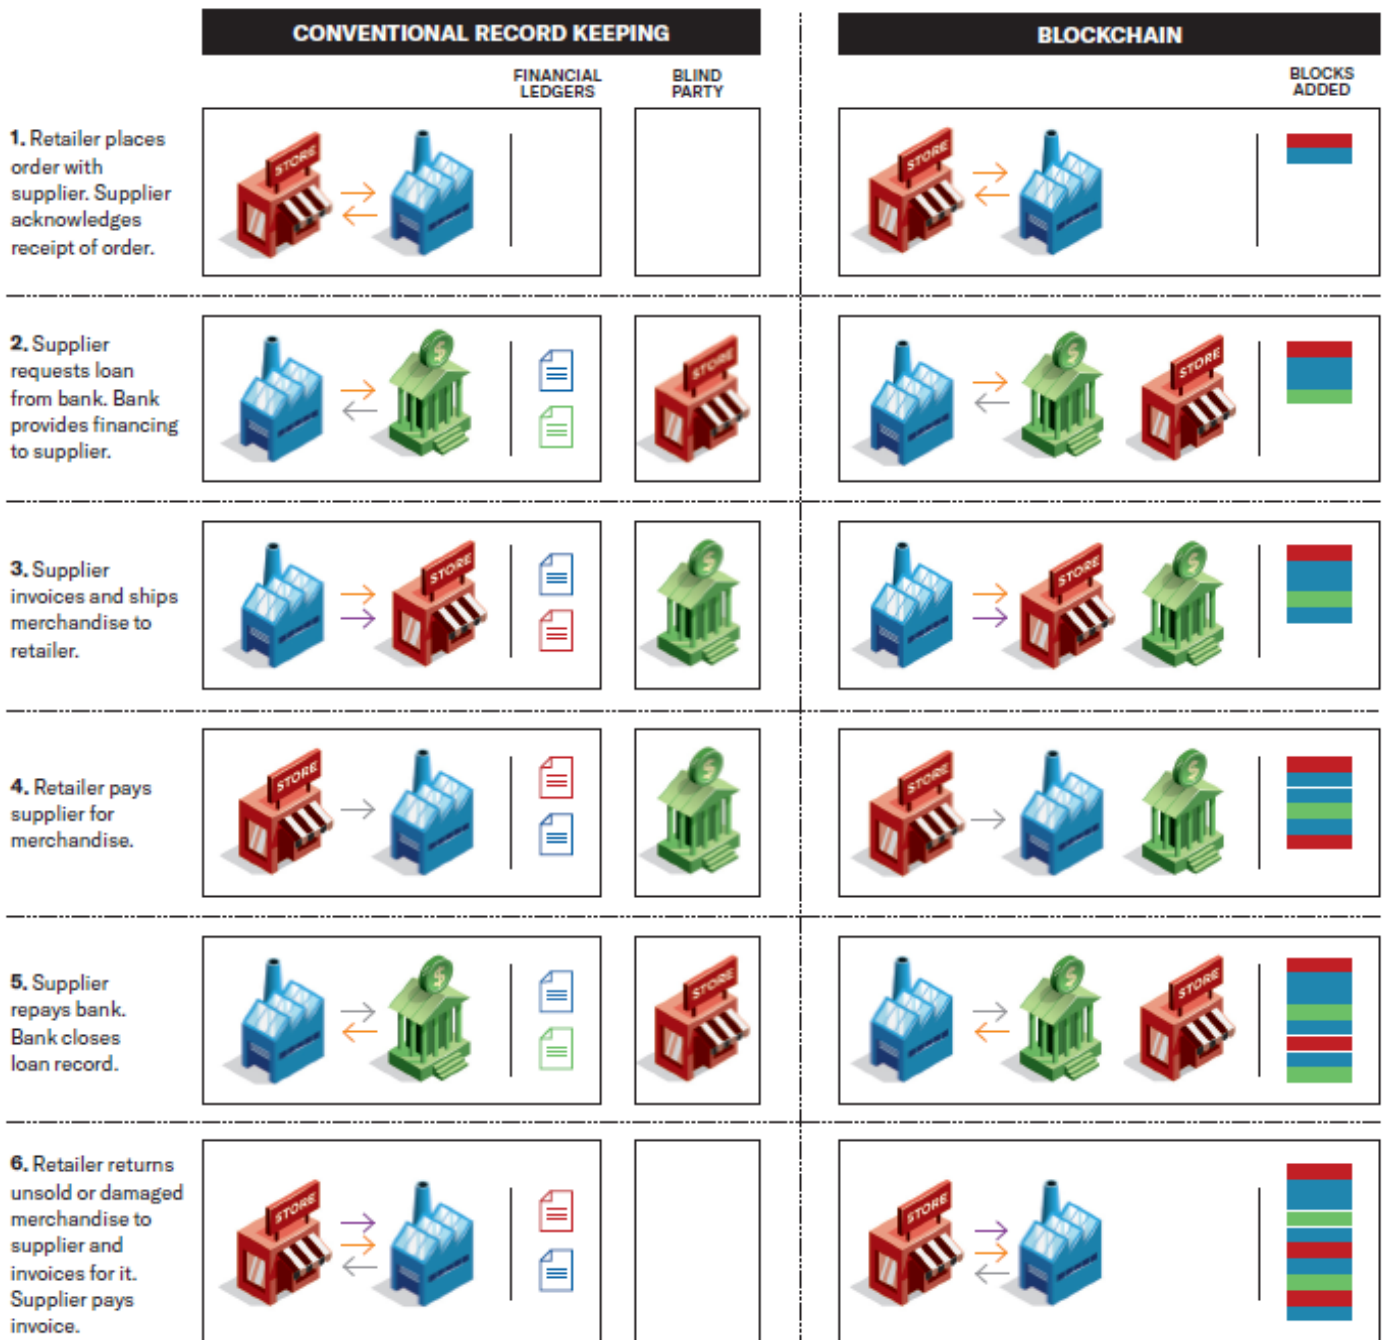 CONVENTIONAL RECORD KEEPING
BLOCKCHAIN
FINANCIAL
LEDGERS
BLIND
PARTY
BLOCKS
ADDED
1. Retailer places
order with
supplier. Supplier
acknowledges
receipt of order.
STORE
STORE
2. Supplier
requests loan
from bank. Bank
provides financing
to supplier.
$
STORE
$
STORE
3. Supplier
invoices and ships
merchandise to
retailer.
STORE
$
STORE
$
4. Retailer pays
supplier for
merchandise.
STORE
$
STORE
$
5. Supplier
repays bank.
Bank closes
loan record.
$
STORE
$
STORE
6. Retailer returns
unsold or damaged
merchandise to
supplier and
invoices for it.
Supplier pays
invoice.
STORE
STORE